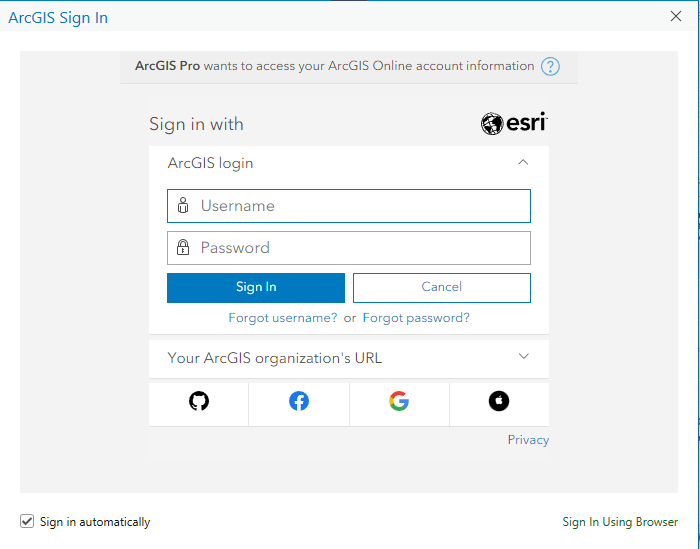 ArcGIS Sign In
ArcGIS Pro wants to access your ArcGIS Online account information ?
Sign in with
esri
ArcGIS login
Username
Password
Sign In
Cancel
Forgot username? or Forgot password?
Your ArcGIS organization's URL
Privacy
Sign in automatically
Sign In Using Browser